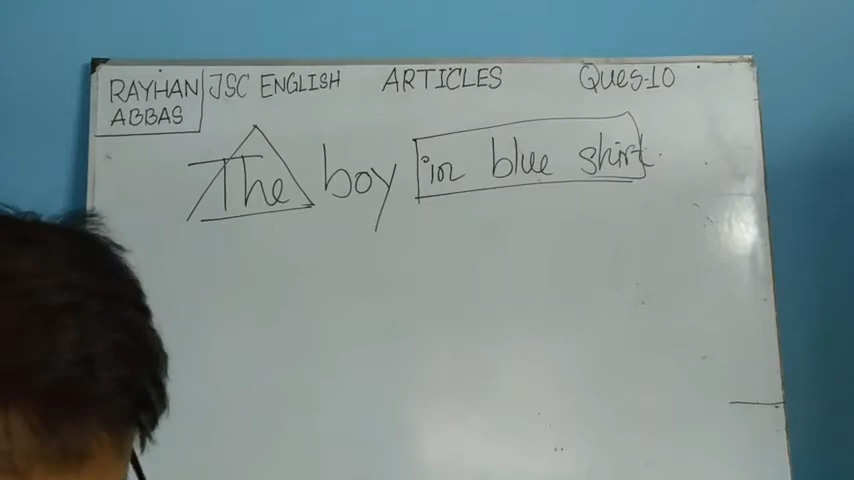 RAYHAN JSC ENGLISH ARTICLES QUES-10
ABBAS
The boy in blue shirt.